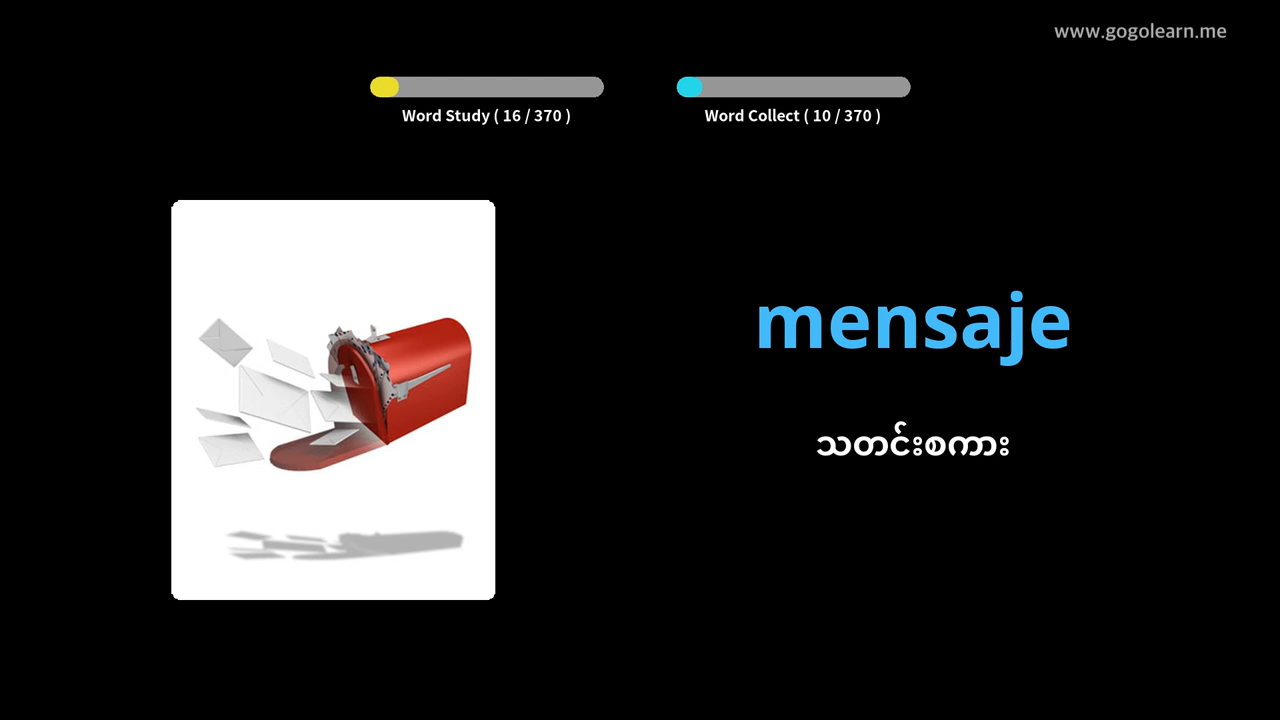 www.gogolearn.me
Word Study ( 16 / 370 )
Word Collect ( 10 / 370 )
mensaje
သတင်းစကား